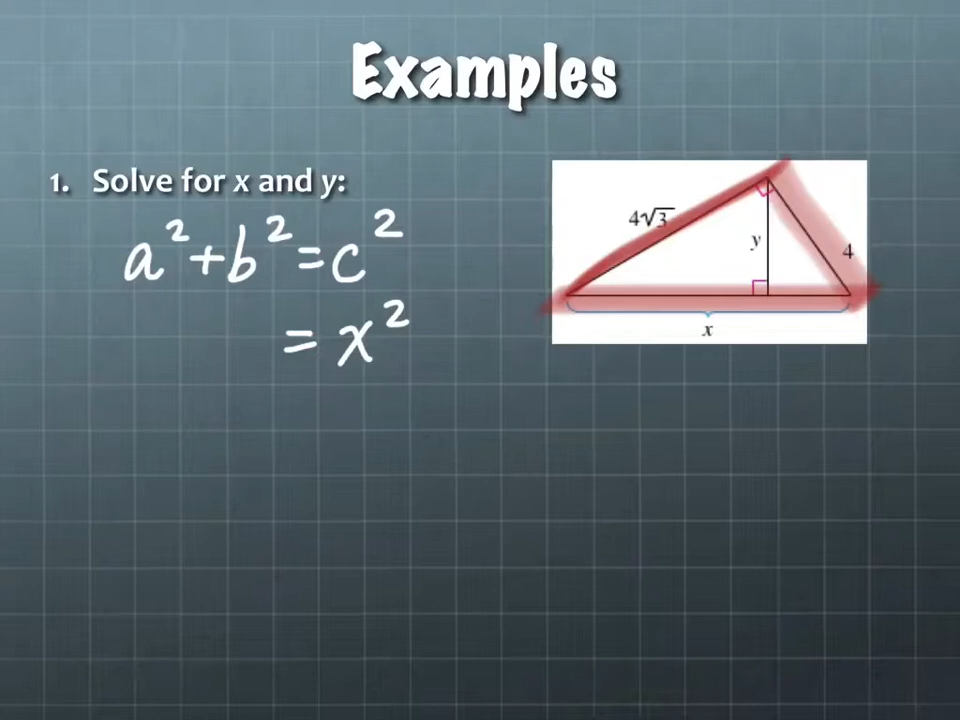 Examples
1. Solve for x and y:
a²+b²=c²
= x²
4√3
y
4
x